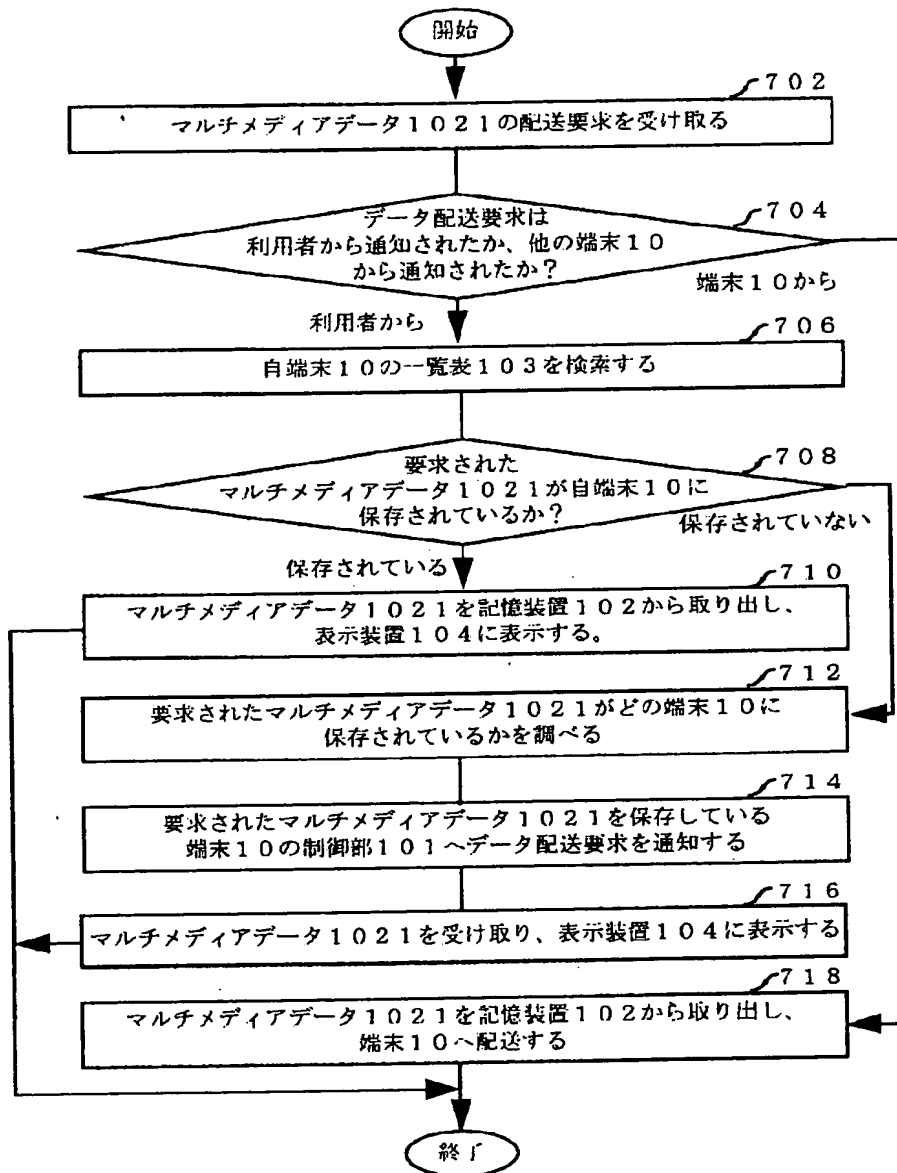 開始
702
マルチメディアデータ1021の配送要求を受け取る
704
データ配送要求は
利用者から通知されたか、他の端末10
から通知されたか?
端末10から
利用者から
706
自端末10の一覧表103を検索する
708
要求された
マルチメディアデータ1021が自端末10に
保存されているか?
保存されていない
保存されている
710
マルチメディアデータ1021を記憶装置102から取り出し、
表示装置104に表示する。
712
要求されたマルチメディアデータ1021がどの端末10に
保存されているかを調べる
714
要求されたマルチメディアデータ1021を保存している
端末10の制御部101へデータ配送要求を通知する
716
マルチメディアデータ1021を受け取り、表示装置104に表示する
718
マルチメディアデータ1021を記憶装置102から取り出し、
端末10へ配送する
終了